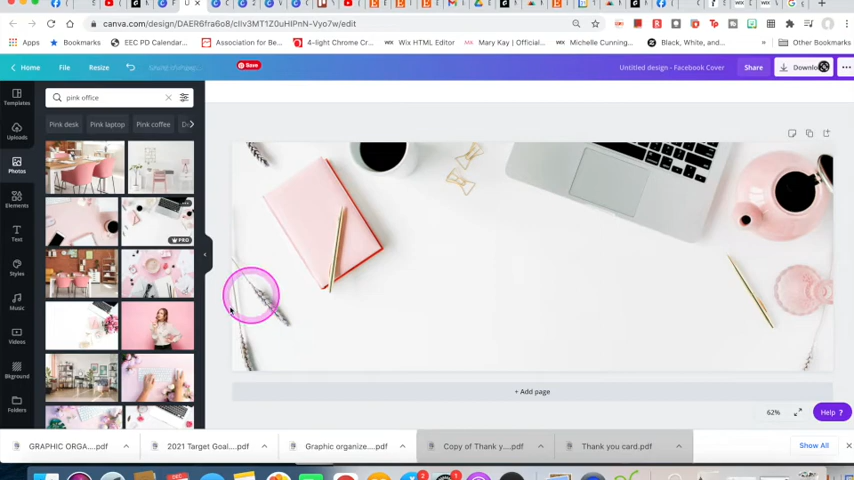 canva.com/design/DAER6fra6o8/cIlv3MT1Z0uHIPnN-Vyo7w/edit
Apps
Bookmarks
EEC PD Calendar...
Association for Be...
4-light Chrome Cr...
Wix HTML Editor
Mary Kay | Official...
Michelle Cunning...
Black, White, and...
Other Bookmarks
Home
File
Resize
Save
Untitled design - Facebook Cover
Share
Templates
Uploads
Photos
Elements
Text
Styles
Music
Videos
Folders
pink office
Pink desk
Pink laptop
Pink coffee
PRO
+ Add page
62%
Help ?
GRAPHIC ORGA....pdf
2021 Target Goal....pdf
Graphic organize....pdf
Copy of Thank y....pdf
Thank you card.pdf
Show All